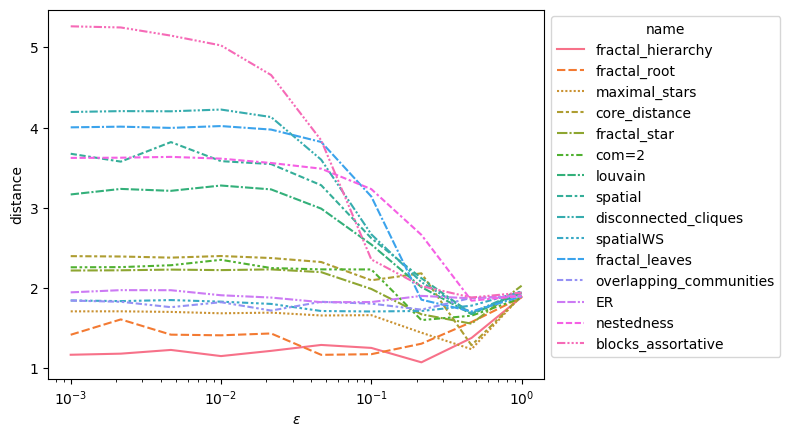 5
4
3
2
1
distance
10⁻³
10⁻²
10⁻¹
10⁰
ε
name
fractal_hierarchy
fractal_root
maximal_stars
core_distance
fractal_star
com=2
louvain
spatial
disconnected_cliques
spatialWS
fractal_leaves
overlapping_communities
ER
nestedness
blocks_assortative